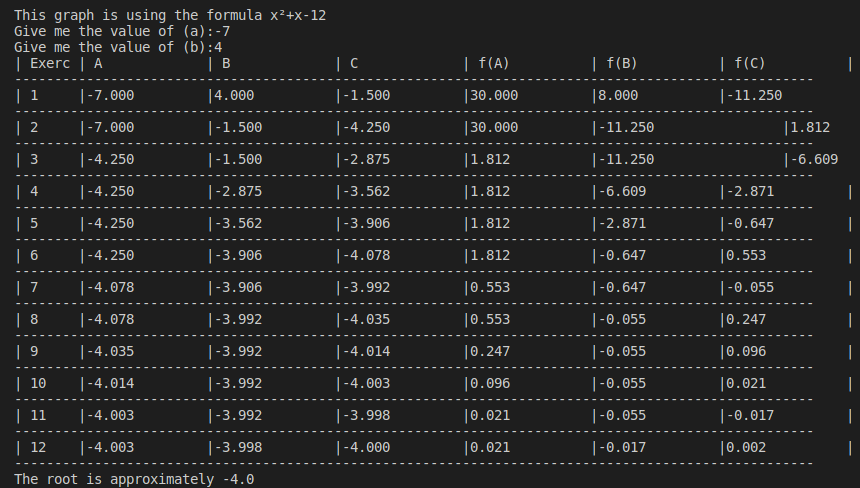 This graph is using the formula x²+x-12
Give me the value of (a):-7
Give me the value of (b):4
| Exerc | A | B | C | f(A) | f(B) | f(C) |
----------------------------------------------------------------------------------------------------
| 1 |-7.000 |4.000 |-1.500 |30.000 |8.000 |-11.250
----------------------------------------------------------------------------------------------------
| 2 |-7.000 |-1.500 |-4.250 |30.000 |-11.250 |1.812
----------------------------------------------------------------------------------------------------
| 3 |-4.250 |-1.500 |-2.875 |1.812 |-11.250 |-6.609
----------------------------------------------------------------------------------------------------
| 4 |-4.250 |-2.875 |-3.562 |1.812 |-6.609 |-2.871 |
----------------------------------------------------------------------------------------------------
| 5 |-4.250 |-3.562 |-3.906 |1.812 |-2.871 |-0.647 |
----------------------------------------------------------------------------------------------------
| 6 |-4.250 |-3.906 |-4.078 |1.812 |-0.647 |0.553 |
----------------------------------------------------------------------------------------------------
| 7 |-4.078 |-3.906 |-3.992 |0.553 |-0.647 |-0.055 |
----------------------------------------------------------------------------------------------------
| 8 |-4.078 |-3.992 |-4.035 |0.553 |-0.055 |0.247 |
----------------------------------------------------------------------------------------------------
| 9 |-4.035 |-3.992 |-4.014 |0.247 |-0.055 |0.096 |
----------------------------------------------------------------------------------------------------
| 10 |-4.014 |-3.992 |-4.003 |0.096 |-0.055 |0.021 |
----------------------------------------------------------------------------------------------------
| 11 |-4.003 |-3.992 |-3.998 |0.021 |-0.055 |-0.017 |
----------------------------------------------------------------------------------------------------
| 12 |-4.003 |-3.998 |-4.000 |0.021 |-0.017 |0.002 |
----------------------------------------------------------------------------------------------------
The root is approximately -4.0